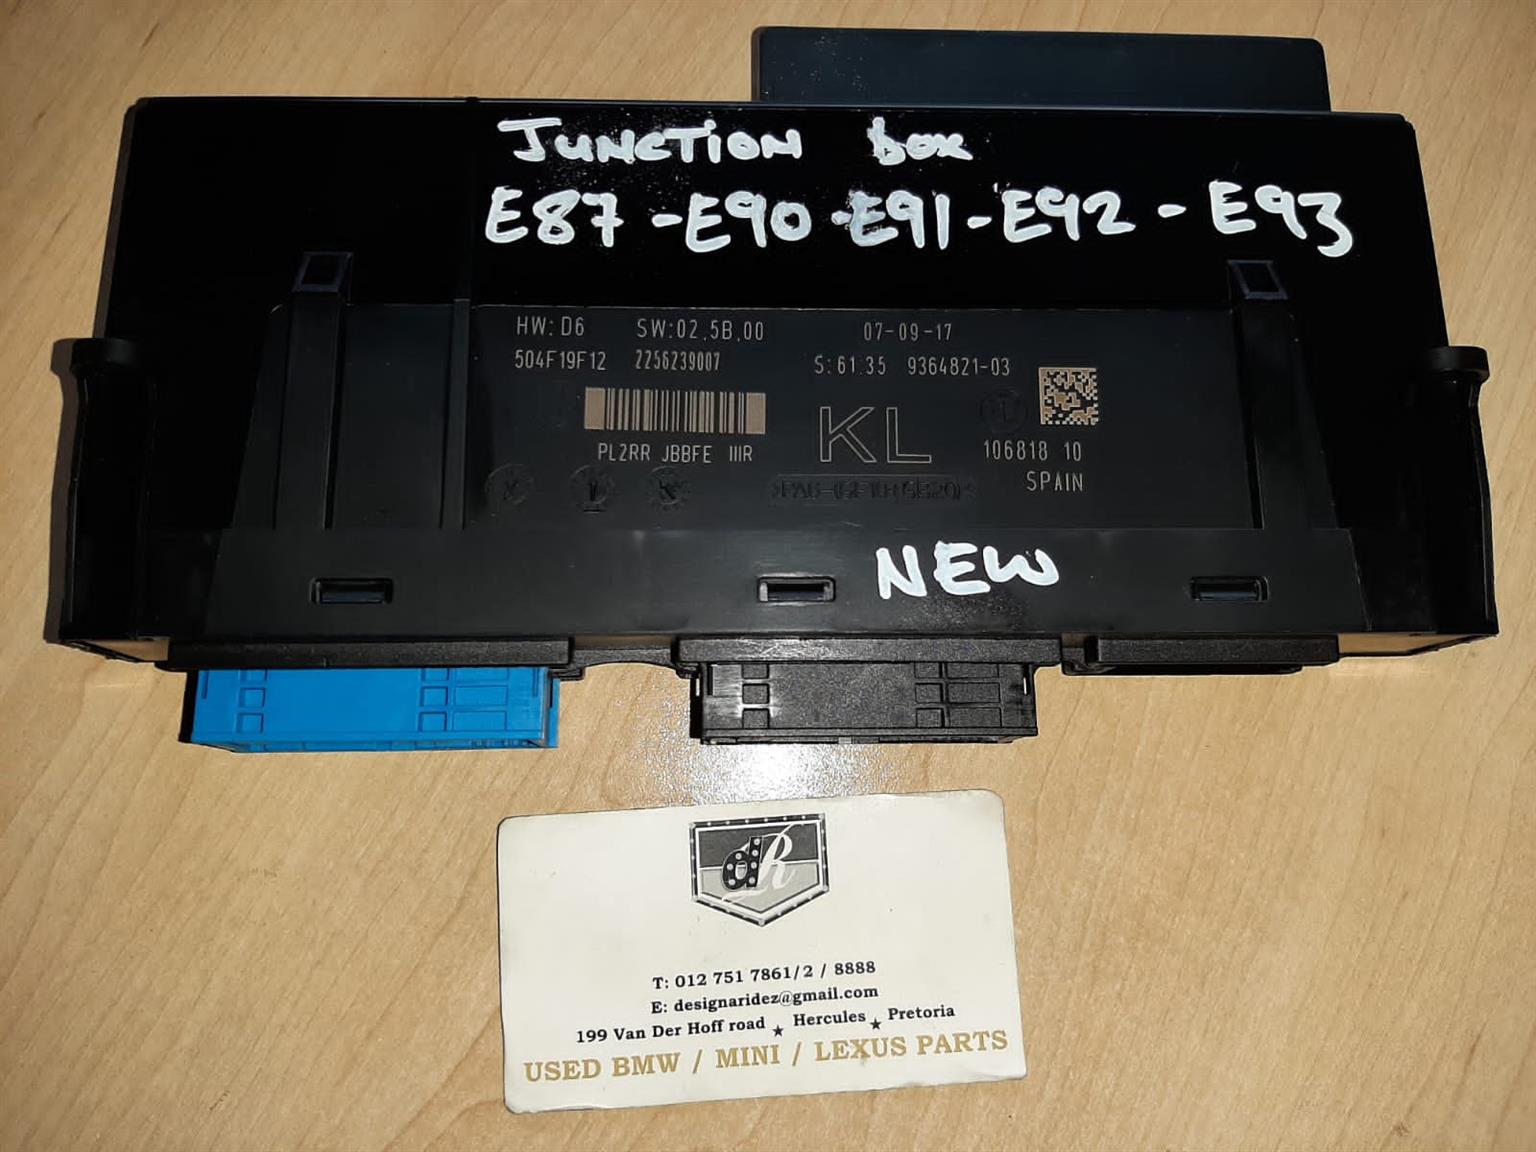 JUNCTION box
E87 - E90 - E91 - E92 - E93
HW: D6 SW:02.5B.00 07-09-17
504F19F12 2256239007 S: 61.35 9364821-03
PL2RR JBBFE IIIR
KL
106818 10
SPAIN
NEW
dR
T: 012 751 7861/2 / 8888
E: designaridez@gmail.com
199 Van Der Hoff road ★ Hercules ★ Pretoria
USED BMW / MINI / LEXUS PARTS